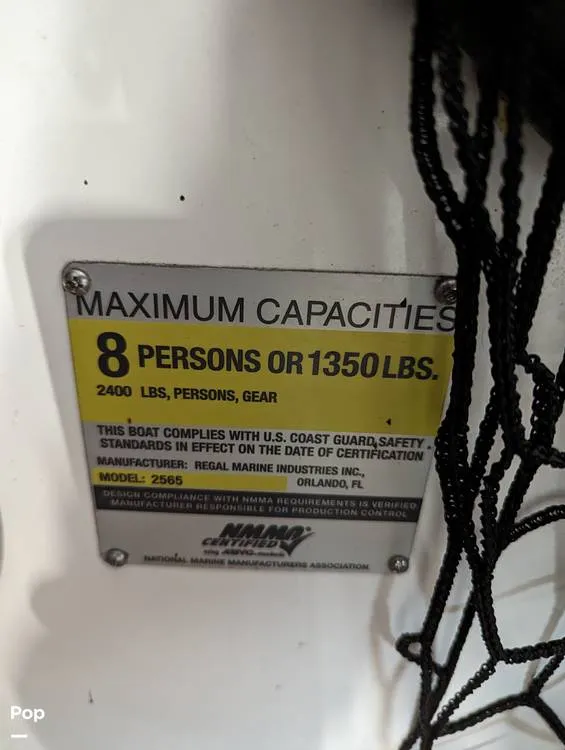 MAXIMUM CAPACITIES
8 PERSONS OR 1350 LBS.
2400 LBS, PERSONS, GEAR
THIS BOAT COMPLIES WITH U.S. COAST GUARD SAFETY
STANDARDS IN EFFECT ON THE DATE OF CERTIFICATION
MANUFACTURER: REGAL MARINE INDUSTRIES INC.,
MODEL: 2565 ORLANDO, FL
DESIGN COMPLIANCE WITH NMMA REQUIREMENTS IS VERIFIED.
MANUFACTURER RESPONSIBLE FOR PRODUCTION CONTROL
NMMA
CERTIFIED
NATIONAL MARINE MANUFACTURERS ASSOCIATION
Pop